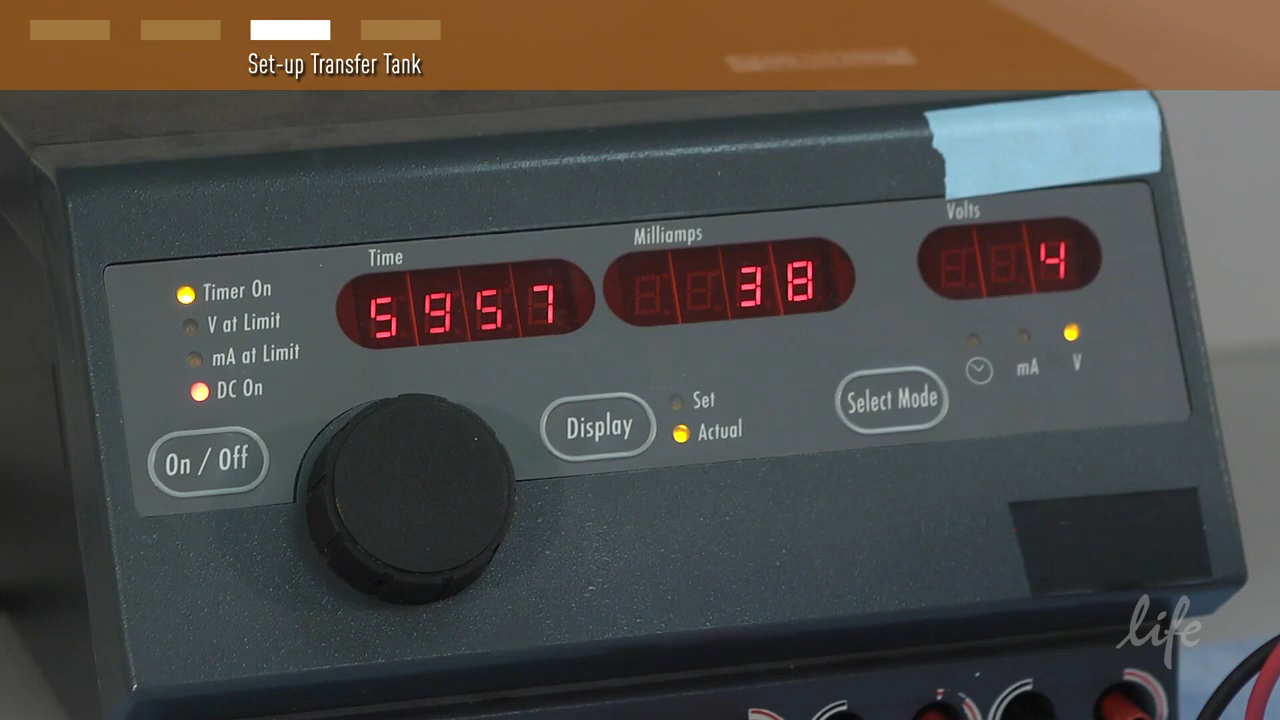 Set-up Transfer Tank
Time
Milliamps
Volts
Timer On
V at Limit
mA at Limit
DC On
5957
38
4
mA
V
Set
Actual
On / Off
Display
Select Mode
life